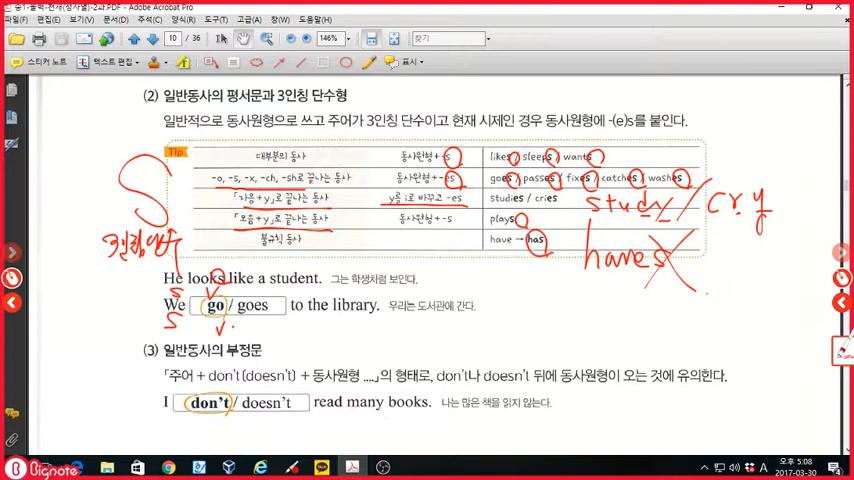 중1-블랙-천재(정사열)-2과.PDF - Adobe Acrobat Pro
파일(F) 편집(E) 보기(V) 주석(C) 양식(R) 도구(T) 고급(A) 창(W) 도움말(H)
10 / 36 146% 찾기
스티커 노트 텍스트 편집 표시
(2) 일반동사의 평서문과 3인칭 단수형
일반적으로 동사원형으로 쓰고 주어가 3인칭 단수이고 현재 시제인 경우 동사원형에 -(e)s를 붙인다.
Tip
대부분의 동사 동사원형+-s likes / sleeps / wants
-o, -s, -x, -ch, -sh로 끝나는 동사 동사원형+-es goes / passes / fixes / catches / washes
「자음+y」로 끝나는 동사 y를 i로 바꾸고 -es studies / cries
study / cry
「모음+y」로 끝나는 동사 동사원형+-s plays
불규칙 동사 have → has
haves
S
He looks like a student. 그는 학생처럼 보인다.
S V
We go / goes to the library. 우리는 도서관에 간다.
S V
(3) 일반동사의 부정문
「주어 + don't(doesn't) + 동사원형 ....」의 형태로, don't나 doesn't 뒤에 동사원형이 오는 것에 유의한다.
I don't / doesn't read many books. 나는 많은 책을 읽지 않는다.
Bignote
A 오후 5:08
2017-03-30